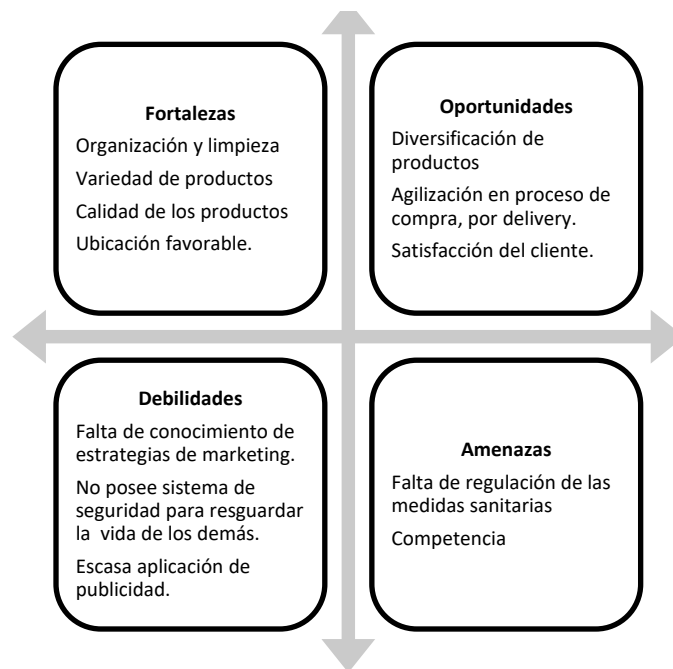 Fortalezas
Organización y limpieza
Variedad de productos
Calidad de los productos
Ubicación favorable.
Oportunidades
Diversificación de
productos
Agilización en proceso de
compra, por delivery.
Satisfacción del cliente.
Debilidades
Falta de conocimiento de
estrategias de marketing.
No posee sistema de
seguridad para resguardar
la vida de los demás.
Escasa aplicación de
publicidad.
Amenazas
Falta de regulación de las
medidas sanitarias
Competencia